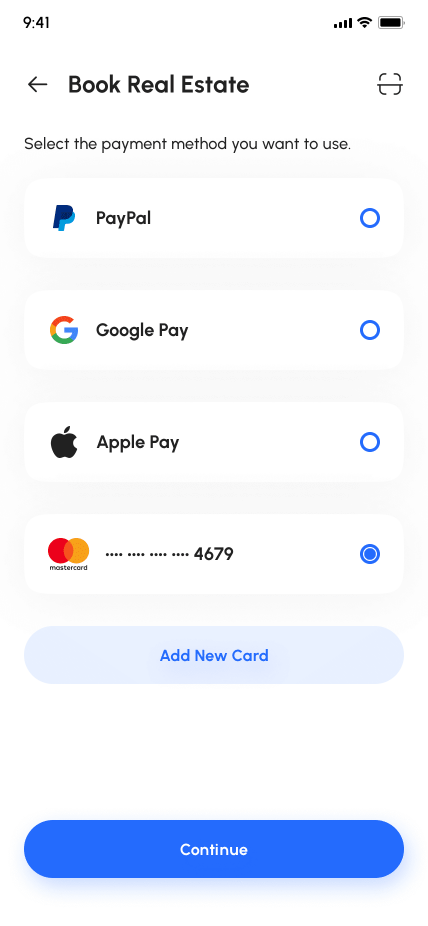 9:41
Book Real Estate
Select the payment method you want to use.
PayPal
Google Pay
Apple Pay
mastercard
•••• •••• •••• •••• 4679
Add New Card
Continue